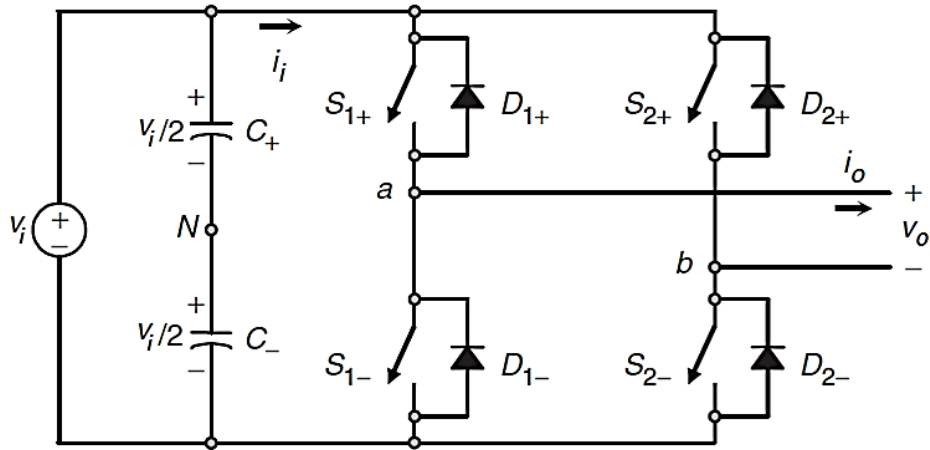 i_i
+
v_i/2 C_+
−
S_1+ D_1+
S_2+ D_2+
a
i_o
+
v_o
−
v_i + −
N
b
+
v_i/2 C_−
−
S_1− D_1−
S_2− D_2−